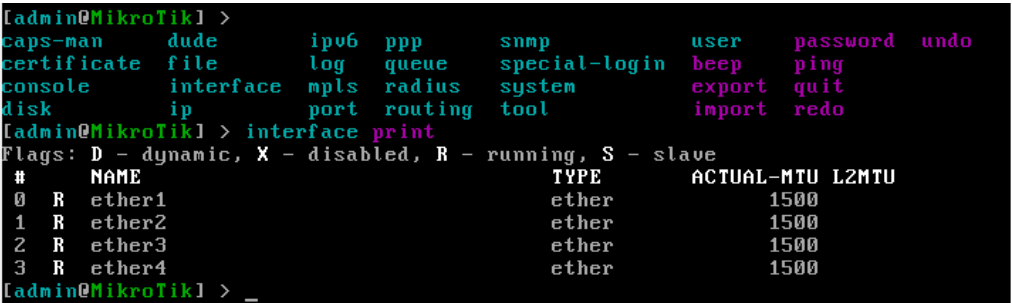 [admin@MikroTik] >
caps-man dude ipv6 ppp snmp user password undo
certificate file log queue special-login beep ping
console interface mpls radius system export quit
disk ip port routing tool import redo
[admin@MikroTik] > interface print
Flags: D - dynamic, X - disabled, R - running, S - slave
# NAME TYPE ACTUAL-MTU L2MTU
0 R ether1 ether 1500
1 R ether2 ether 1500
2 R ether3 ether 1500
3 R ether4 ether 1500
[admin@MikroTik] > _